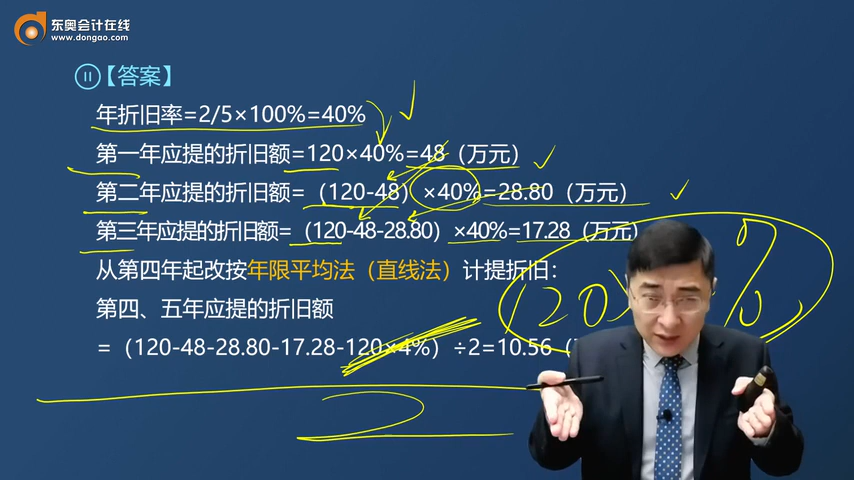 东奥会计在线
www.dongao.com
⑪【答案】
年折旧率=2/5×100%=40%
第一年应提的折旧额=120×40%=48（万元）
第二年应提的折旧额=（120-48）×40%=28.80（万元）
第三年应提的折旧额=（120-48-28.80）×40%=17.28（万元）
从第四年起改按年限平均法（直线法）计提折旧：
第四、五年应提的折旧额
=（120-48-28.80-17.28-120×4%）÷2=10.56（
120
%
2